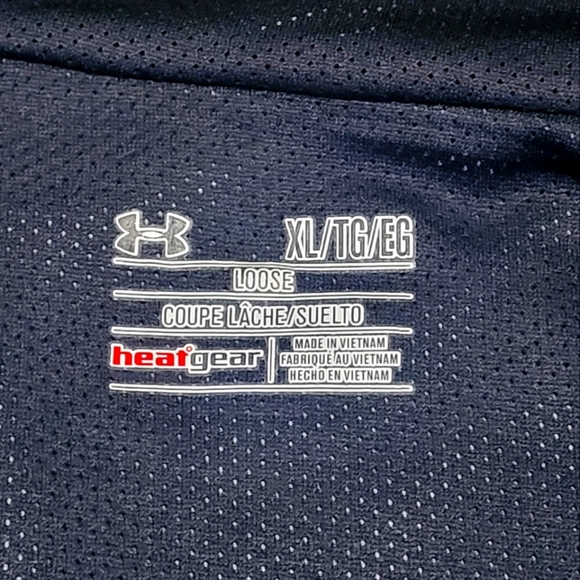 XL/TG/EG
LOOSE
COUPE LÂCHE/SUELTO
heatgear
MADE IN VIETNAM
FABRIQUÉ AU VIETNAM
HECHO EN VIETNAM